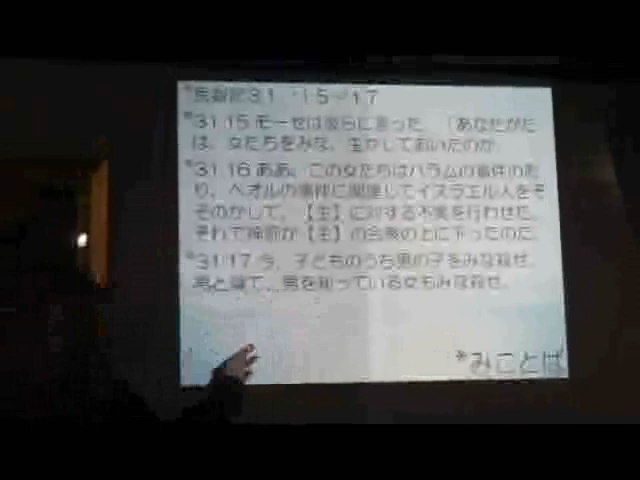 *民数記31：15～17
*31:15 モーセは彼らに言った。「あなたがた
は、女たちをみな、生かしておいたのか。
*31:16 ああ、この女たちはバラムの事件のお
り、ペオルの事件に関連してイスラエル人をそ
そのかして、【主】に対する不実を行わせた。
それで神罰が【主】の会衆の上に下ったのだ。
*31:17 今、子どものうち男の子をみな殺せ。
男と寝て、男を知っている女もみな殺せ。
*みことば